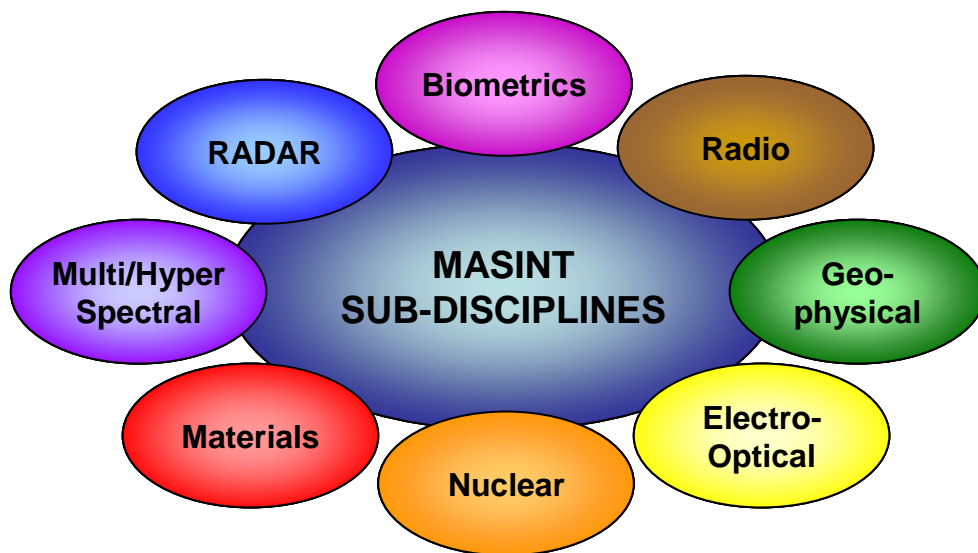 Biometrics
RADAR
Radio
MASINT
SUB-DISCIPLINES
Multi/Hyper
Spectral
Geo-
physical
Materials
Electro-
Optical
Nuclear